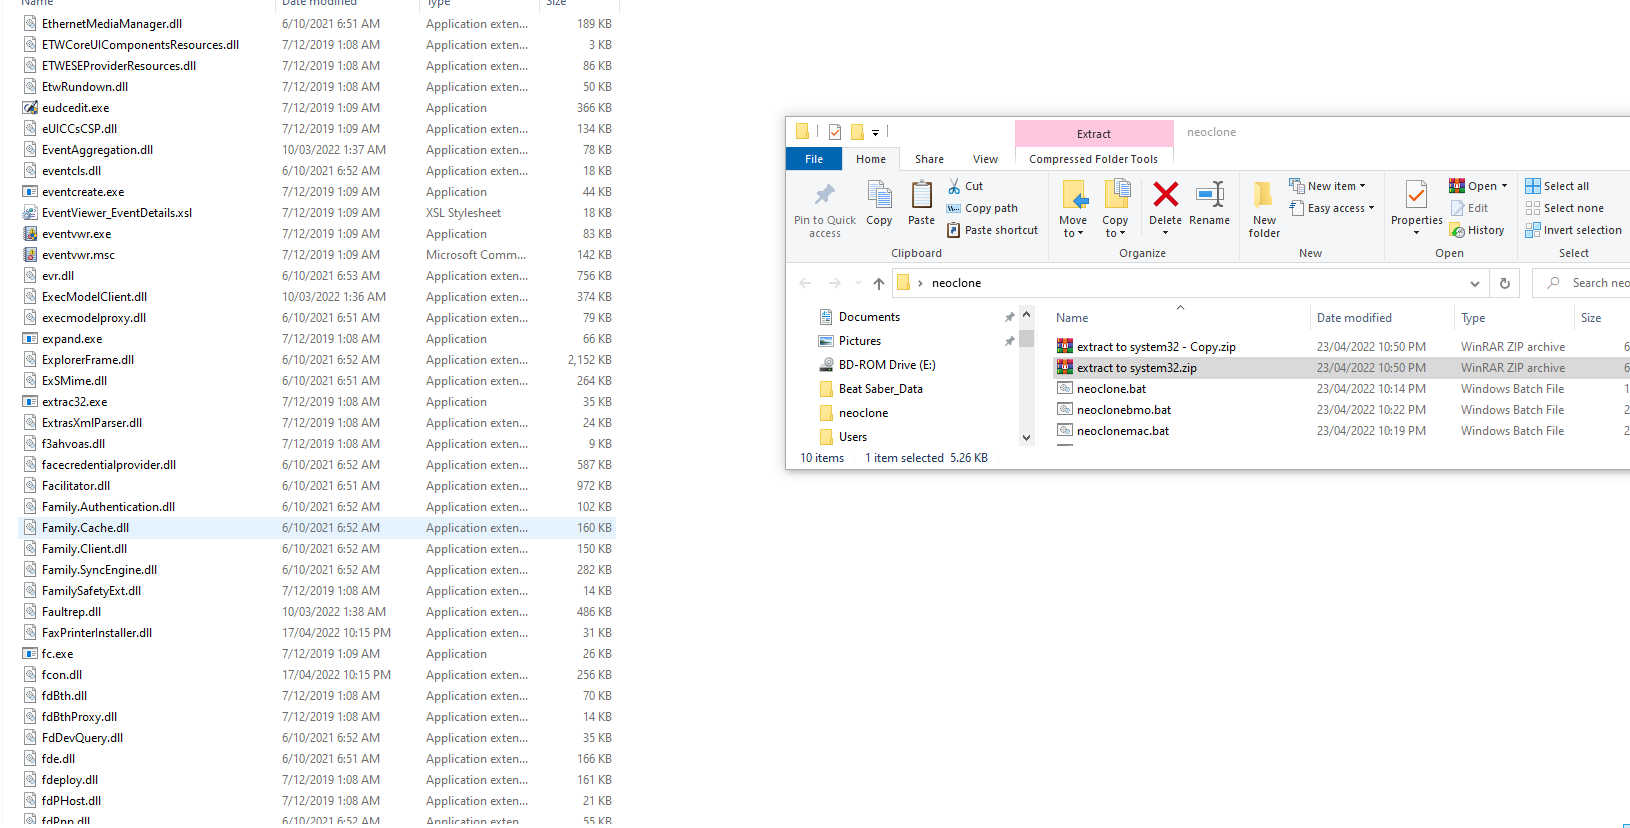 Name Date modified Type Size
EthernetMediaManager.dll 6/10/2021 6:51 AM Application exten... 189 KB
ETWCoreUIComponentsResources.dll 7/12/2019 1:08 AM Application exten... 3 KB
ETWESEProviderResources.dll 7/12/2019 1:08 AM Application exten... 86 KB
EtwRundown.dll 7/12/2019 1:08 AM Application exten... 50 KB
eudcedit.exe 7/12/2019 1:09 AM Application 366 KB
eUICCsCSP.dll 7/12/2019 1:09 AM Application exten... 134 KB
EventAggregation.dll 10/03/2022 1:37 AM Application exten... 78 KB
eventcls.dll 6/10/2021 6:52 AM Application exten... 18 KB
eventcreate.exe 7/12/2019 1:09 AM Application 44 KB
EventViewer_EventDetails.xsl 7/12/2019 1:09 AM XSL Stylesheet 18 KB
eventvwr.exe 7/12/2019 1:09 AM Application 83 KB
eventvwr.msc 7/12/2019 1:09 AM Microsoft Comm... 142 KB
evr.dll 6/10/2021 6:53 AM Application exten... 756 KB
ExecModelClient.dll 10/03/2022 1:36 AM Application exten... 374 KB
execmodelproxy.dll 6/10/2021 6:51 AM Application exten... 79 KB
expand.exe 7/12/2019 1:08 AM Application 66 KB
ExplorerFrame.dll 6/10/2021 6:52 AM Application exten... 2,152 KB
ExSMime.dll 6/10/2021 6:51 AM Application exten... 264 KB
extrac32.exe 7/12/2019 1:08 AM Application 35 KB
ExtrasXmlParser.dll 7/12/2019 1:08 AM Application exten... 24 KB
f3ahvoas.dll 7/12/2019 1:08 AM Application exten... 9 KB
facecredentialprovider.dll 6/10/2021 6:52 AM Application exten... 587 KB
Facilitator.dll 6/10/2021 6:51 AM Application exten... 972 KB
Family.Authentication.dll 6/10/2021 6:52 AM Application exten... 102 KB
Family.Cache.dll 6/10/2021 6:52 AM Application exten... 160 KB
Family.Client.dll 6/10/2021 6:52 AM Application exten... 150 KB
Family.SyncEngine.dll 6/10/2021 6:52 AM Application exten... 282 KB
FamilySafetyExt.dll 7/12/2019 1:08 AM Application exten... 14 KB
Faultrep.dll 10/03/2022 1:38 AM Application exten... 486 KB
FaxPrinterInstaller.dll 17/04/2022 10:15 PM Application exten... 31 KB
fc.exe 7/12/2019 1:09 AM Application 26 KB
fcon.dll 17/04/2022 10:15 PM Application exten... 256 KB
fdBth.dll 7/12/2019 1:08 AM Application exten... 70 KB
fdBthProxy.dll 7/12/2019 1:08 AM Application exten... 14 KB
FdDevQuery.dll 6/10/2021 6:52 AM Application exten... 35 KB
fde.dll 6/10/2021 6:51 AM Application exten... 166 KB
fdeploy.dll 7/12/2019 1:08 AM Application exten... 161 KB
fdPHost.dll 7/12/2019 1:08 AM Application exten... 21 KB
fdPnp.dll 6/10/2021 6:52 AM Application exten... 55 KB
Extract neoclone
File Home Share View Compressed Folder Tools
Pin to Quick access Copy Paste Cut Copy path Paste shortcut
Clipboard
Move to Copy to Delete Rename
Organize
New folder New item Easy access
New
Properties Open Edit History
Open
Select all Select none Invert selection
Select
neoclone Search neo
Documents
Pictures
BD-ROM Drive (E:)
Beat Saber_Data
neoclone
Users
Name Date modified Type Size
extract to system32 - Copy.zip 23/04/2022 10:50 PM WinRAR ZIP archive 6
extract to system32.zip 23/04/2022 10:50 PM WinRAR ZIP archive 6
neoclone.bat 23/04/2022 10:14 PM Windows Batch File 1
neoclonebmo.bat 23/04/2022 10:22 PM Windows Batch File 2
neoclonemac.bat 23/04/2022 10:19 PM Windows Batch File 2
10 items 1 item selected 5.26 KB